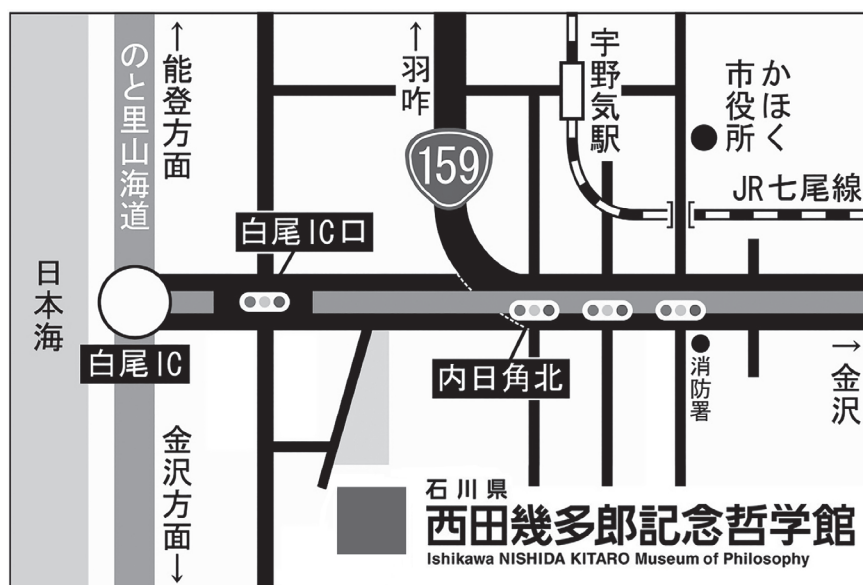 ↑能登方面
のと里山海道
↑羽咋
宇野気駅
かほく
市役所
159
JR七尾線
白尾IC口
日本海
白尾IC
内日角北
消防署
→金沢
金沢方面→
石川県
西田幾多郎記念哲学館
Ishikawa NISHIDA KITARO Museum of Philosophy